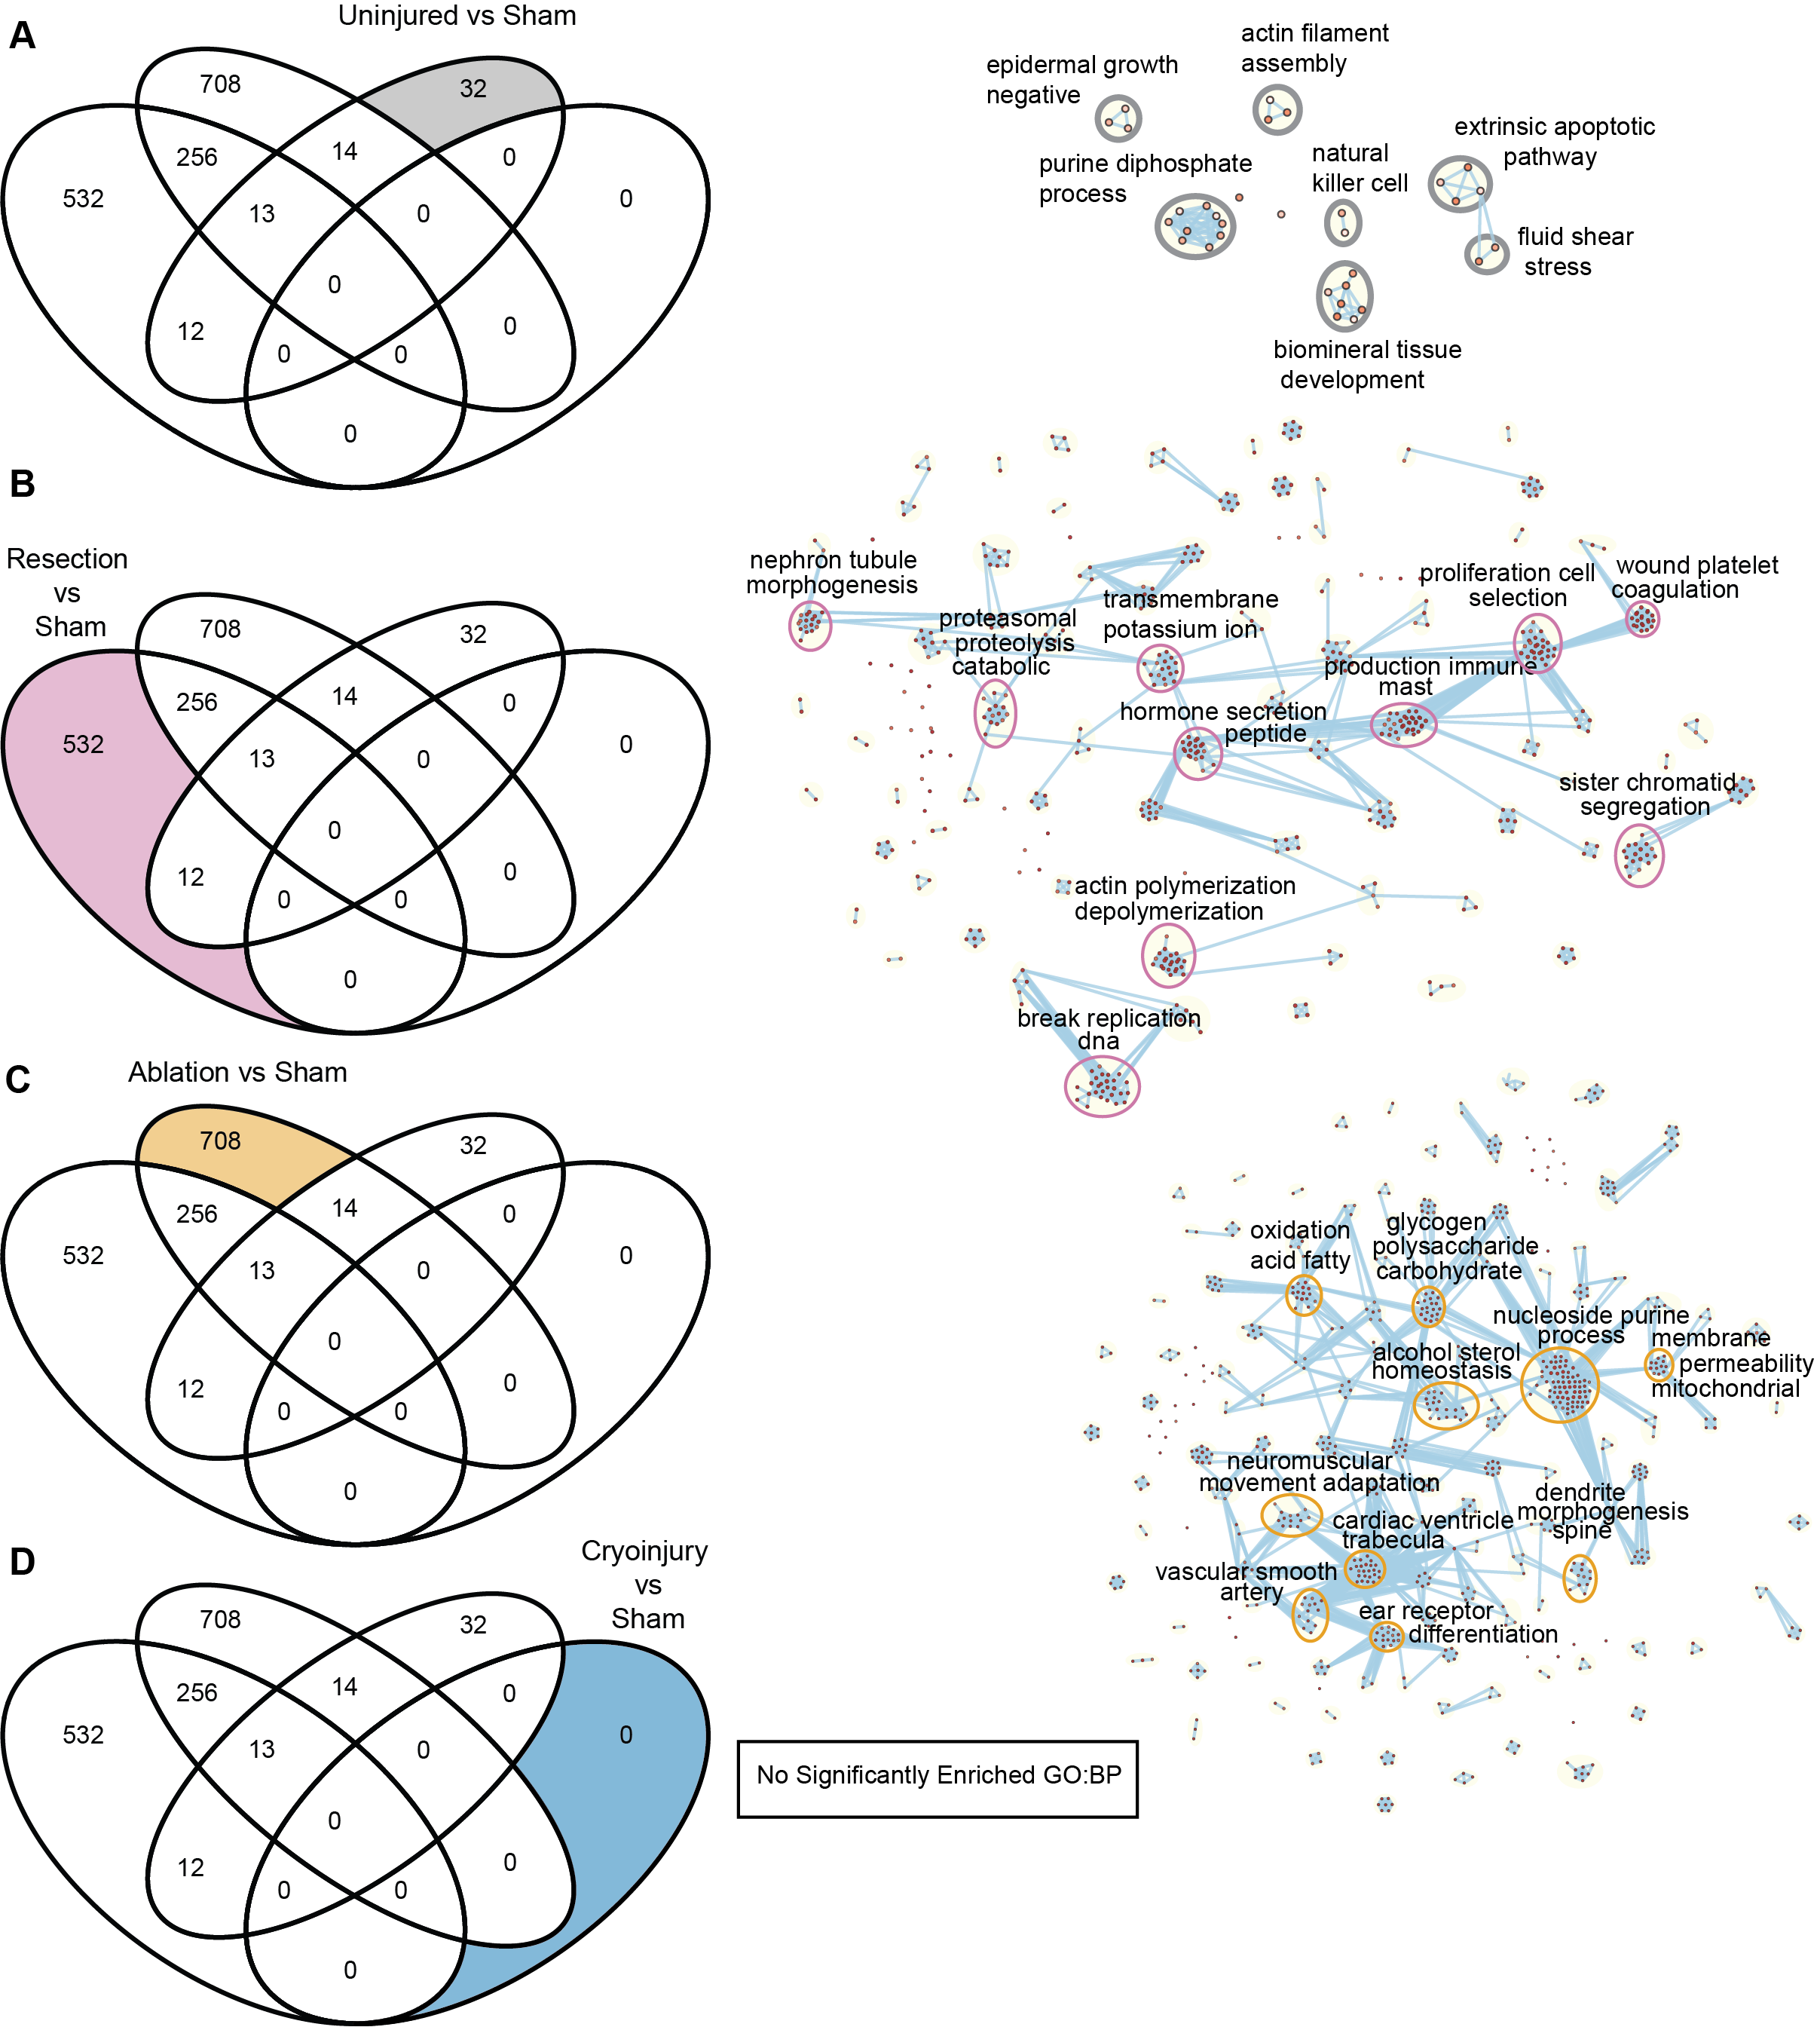 A
Uninjured vs Sham
708
32
256
14
0
532
13
0
0
0
12
0
0
0
0
epidermal growth
negative
actin filament
assembly
purine diphosphate
process
natural
killer cell
extrinsic apoptotic
pathway
fluid shear
stress
biomineral tissue
development
B
Resection
vs
Sham
708
32
256
14
0
532
13
0
0
0
12
0
0
0
0
nephron tubule
morphogenesis
proteasomal
proteolysis
catabolic
transmembrane
potassium ion
proliferation cell
selection
wound platelet
coagulation
production immune
mast
hormone secretion
peptide
sister chromatid
segregation
actin polymerization
depolymerization
break replication
dna
C
Ablation vs Sham
708
32
256
14
0
532
13
0
0
0
12
0
0
0
0
oxidation
acid fatty
glycogen
polysaccharide
carbohydrate
nucleoside purine
process
membrane
permeability
mitochondrial
alcohol sterol
homeostasis
neuromuscular
movement adaptation
dendrite
morphogenesis
spine
cardiac ventricle
trabecula
vascular smooth
artery
ear receptor
differentiation
D
Cryoinjury
vs
Sham
708
32
256
14
0
532
13
0
0
0
12
0
0
0
0
No Significantly Enriched GO:BP